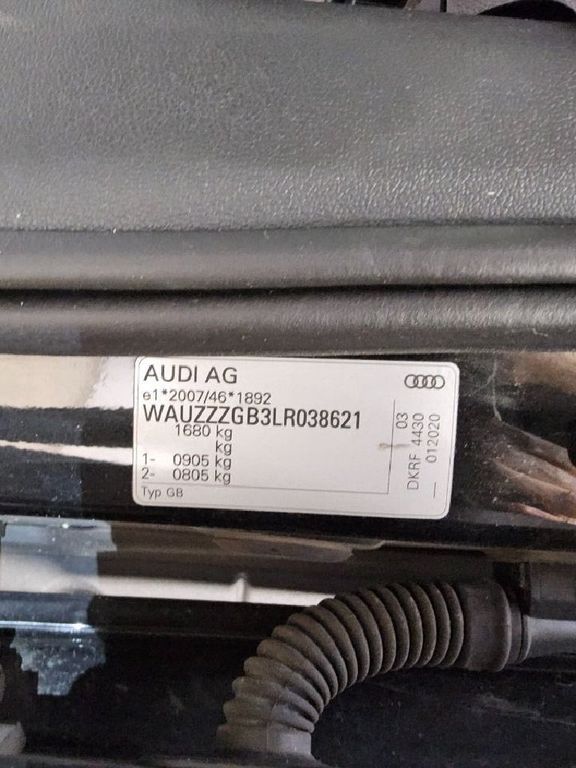 AUDI AG
e1*2007/46*1892
WAUZZZGB3LR038621
1680 kg
kg
1- 0905 kg
2- 0805 kg
Typ GB
03
DKRF 4430
012020